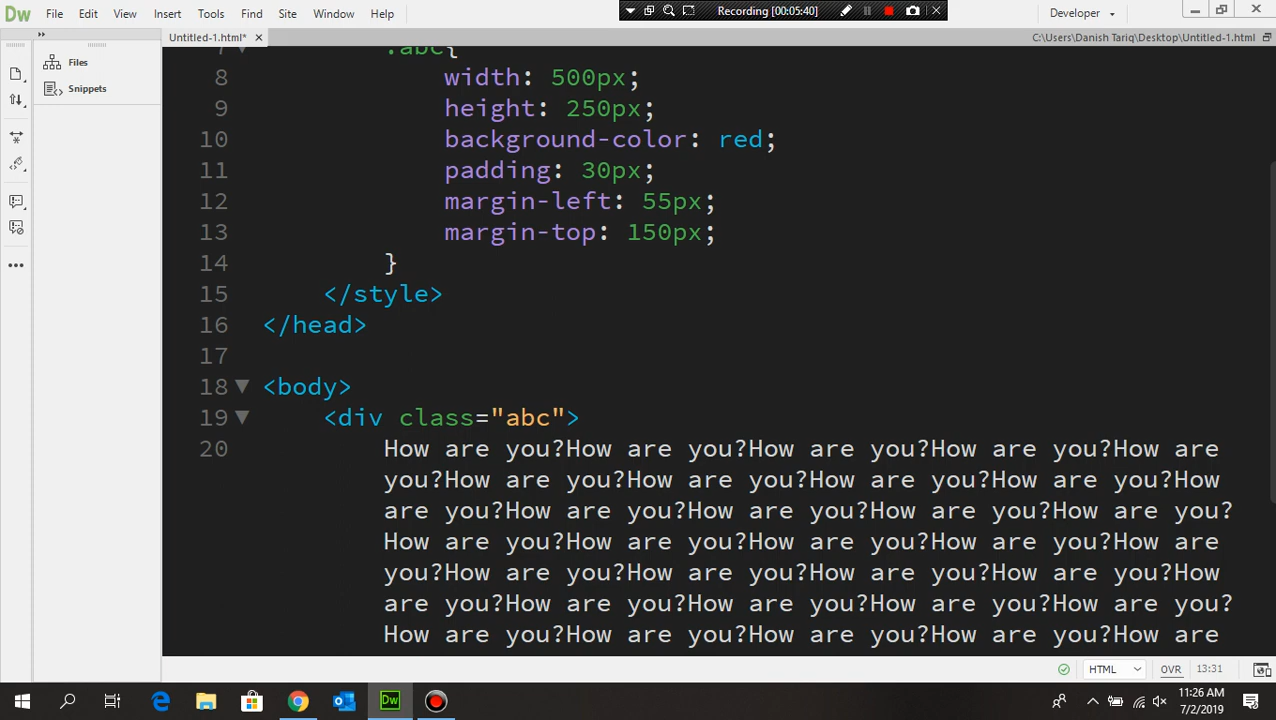 Dw File Edit View Insert Tools Find Site Window Help Recording [00:05:40] Developer
Untitled-1.html* C:\Users\Danish Tariq\Desktop\Untitled-1.html
Files
Snippets
7 .abc{
8 width: 500px;
9 height: 250px;
10 background-color: red;
11 padding: 30px;
12 margin-left: 55px;
13 margin-top: 150px;
14 }
15 </style>
16 </head>
17
18 <body>
19 <div class="abc">
20 How are you?How are you?How are you?How are you?How are
you?How are you?How are you?How are you?How are you?How
are you?How are you?How are you?How are you?How are you?
How are you?How are you?How are you?How are you?How are
you?How are you?How are you?How are you?How are you?How
are you?How are you?How are you?How are you?How are you?
How are you?How are you?How are you?How are you?How are
HTML OVR 13:31
Dw 11:26 AM
7/2/2019